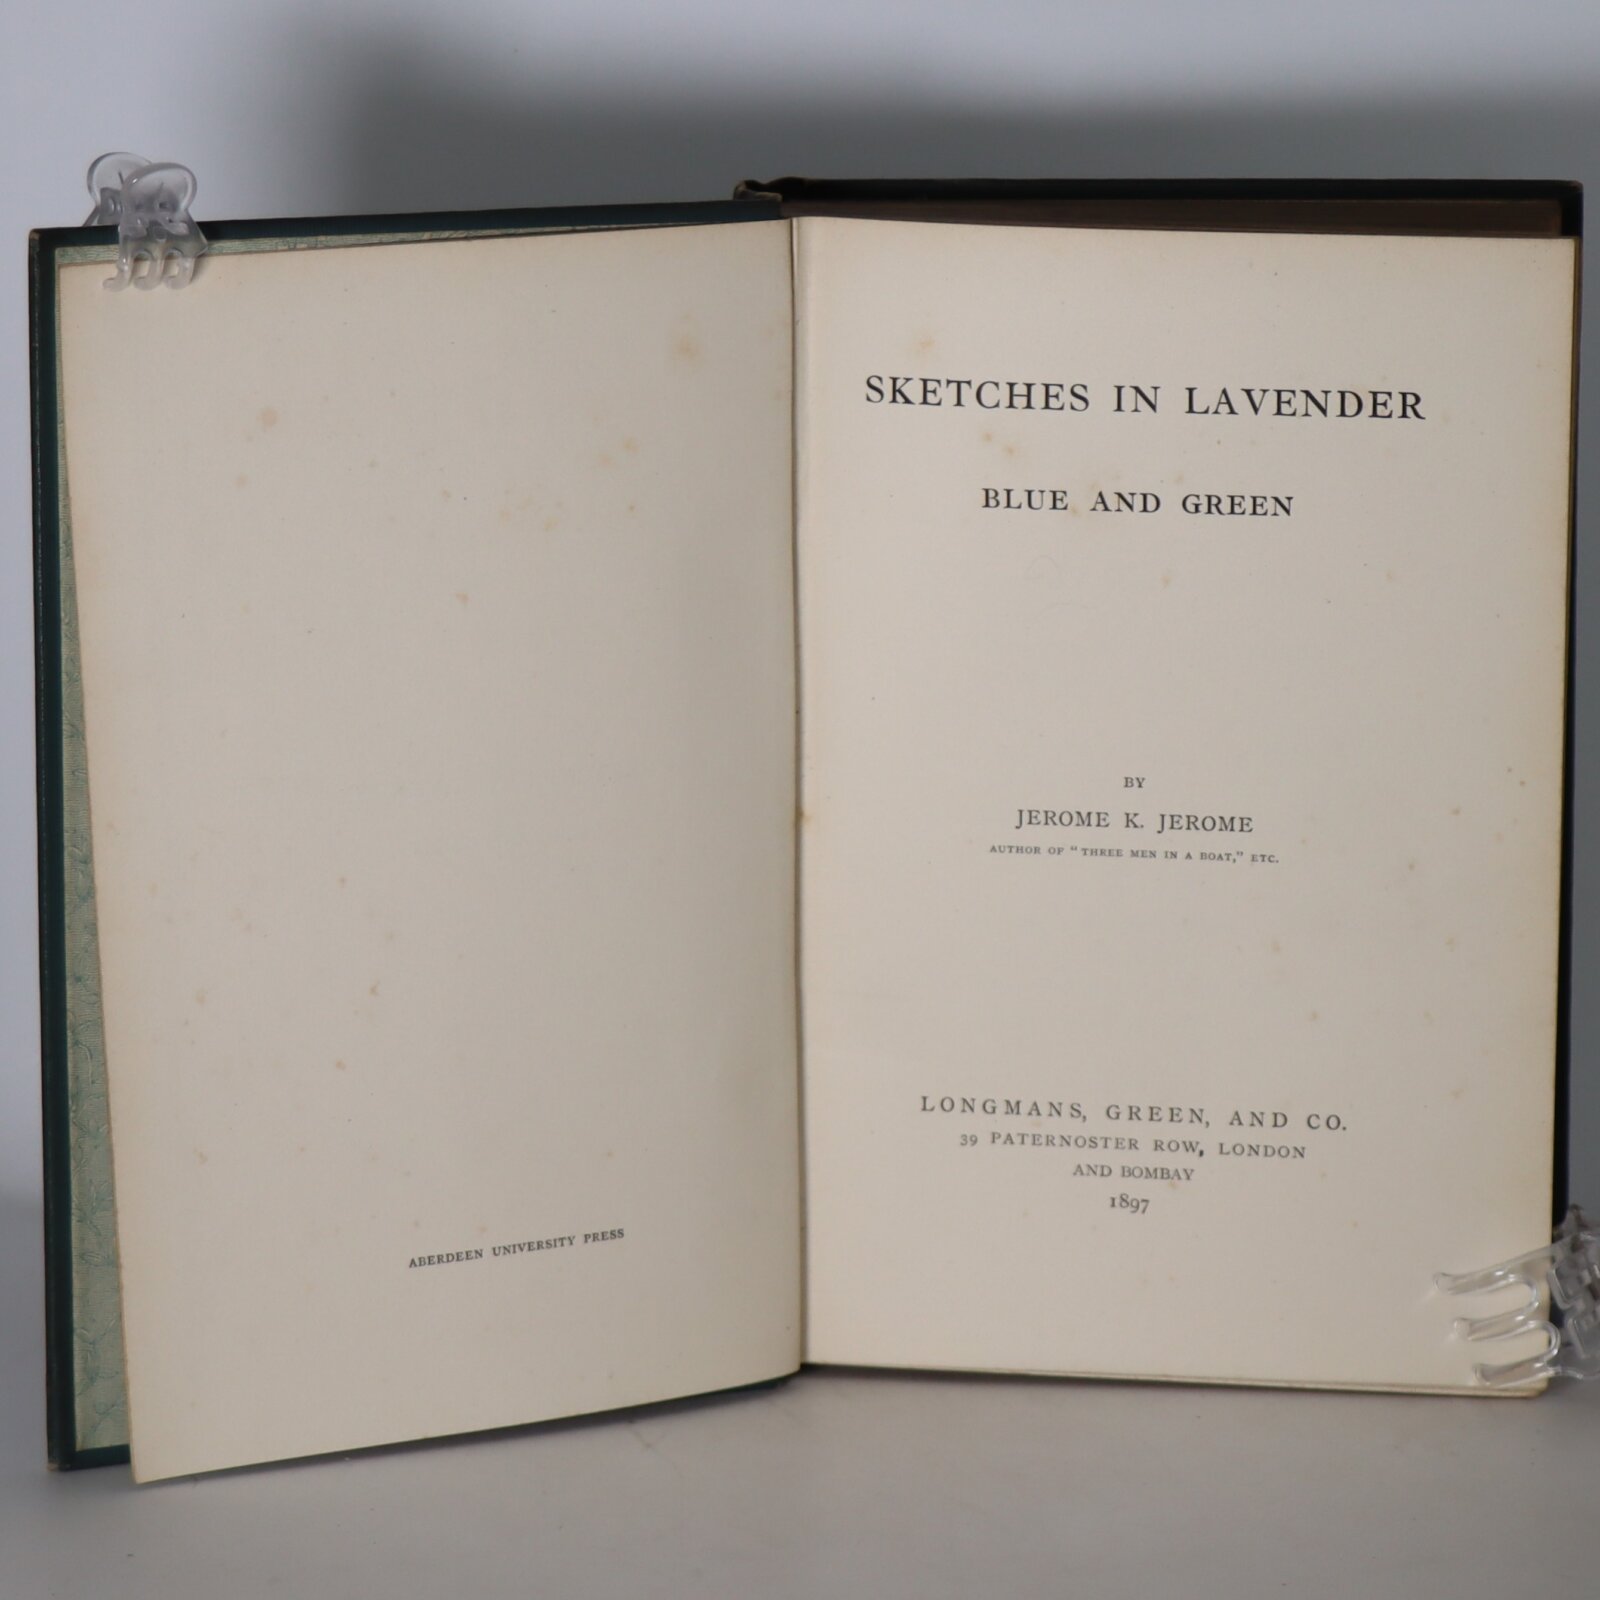 ABERDEEN UNIVERSITY PRESS
SKETCHES IN LAVENDER
BLUE AND GREEN
BY
JEROME K. JEROME
AUTHOR OF "THREE MEN IN A BOAT," ETC.
LONGMANS, GREEN, AND CO.
39 PATERNOSTER ROW, LONDON
AND BOMBAY
1897